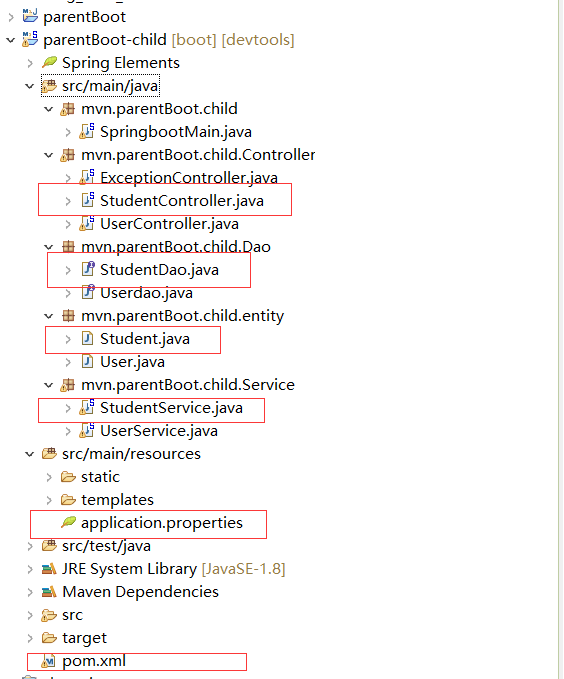 parentBoot
parentBoot-child [boot] [devtools]
Spring Elements
src/main/java
mvn.parentBoot.child
SpringbootMain.java
mvn.parentBoot.child.Controller
ExceptionController.java
StudentController.java
UserController.java
mvn.parentBoot.child.Dao
StudentDao.java
Userdao.java
mvn.parentBoot.child.entity
Student.java
User.java
mvn.parentBoot.child.Service
StudentService.java
UserService.java
src/main/resources
static
templates
application.properties
src/test/java
JRE System Library [JavaSE-1.8]
Maven Dependencies
src
target
pom.xml